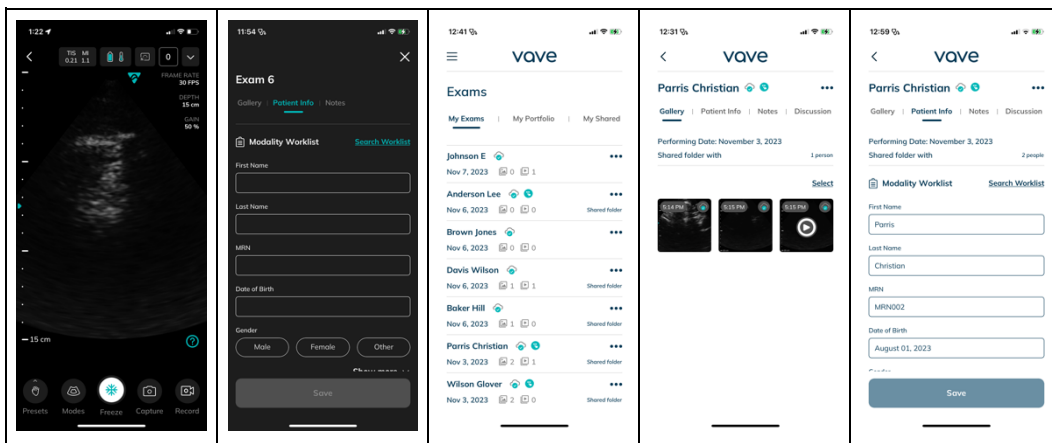 1:22
TIS MI
0.21 1.1
0
FRAME RATE
30 FPS
DEPTH
15 cm
GAIN
50 %
15 cm
Presets Modes Freeze Capture Record
11:54
Exam 6
Gallery | Patient Info | Notes
Modality Worklist Search Worklist
First Name
Last Name
MRN
Date of Birth
Gender
Male Female Other
Show more
Save
12:41
vave
Exams
My Exams | My Portfolio | My Shared
Johnson E
Nov 7, 2023 0 1
Anderson Lee
Nov 6, 2023 0 0 Shared folder
Brown Jones
Nov 6, 2023 0 0
Davis Wilson
Nov 6, 2023 1 1 Shared folder
Baker Hill
Nov 6, 2023 1 0 Shared folder
Parris Christian
Nov 3, 2023 2 1 Shared folder
Wilson Glover
Nov 3, 2023 2 0 Shared folder
12:31
vave
Parris Christian
Gallery | Patient Info | Notes | Discussion
Performing Date: November 3, 2023
Shared folder with 1 person
Select
5:14 PM 5:15 PM 5:15 PM
12:59
vave
Parris Christian
Gallery | Patient Info | Notes | Discussion
Performing Date: November 3, 2023
Shared folder with 2 people
Modality Worklist Search Worklist
First Name
Parris
Last Name
Christian
MRN
MRN002
Date of Birth
August 01, 2023
Gender
Save